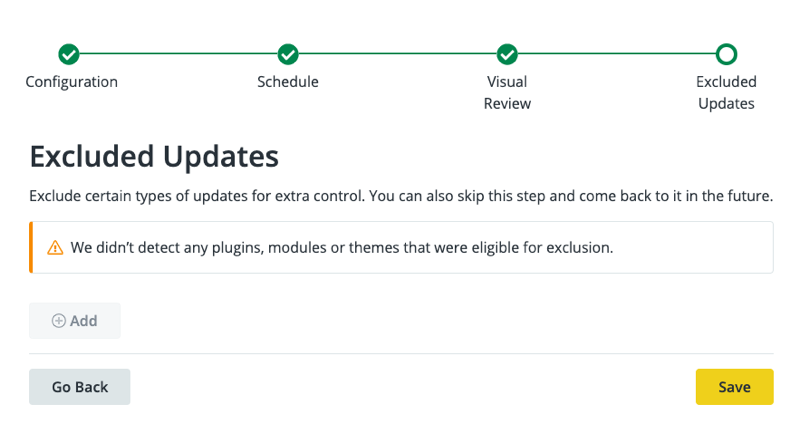 Configuration
Schedule
Visual
Review
Excluded
Updates
Excluded Updates
Exclude certain types of updates for extra control. You can also skip this step and come back to it in the future.
We didn’t detect any plugins, modules or themes that were eligible for exclusion.
Add
Go Back
Save